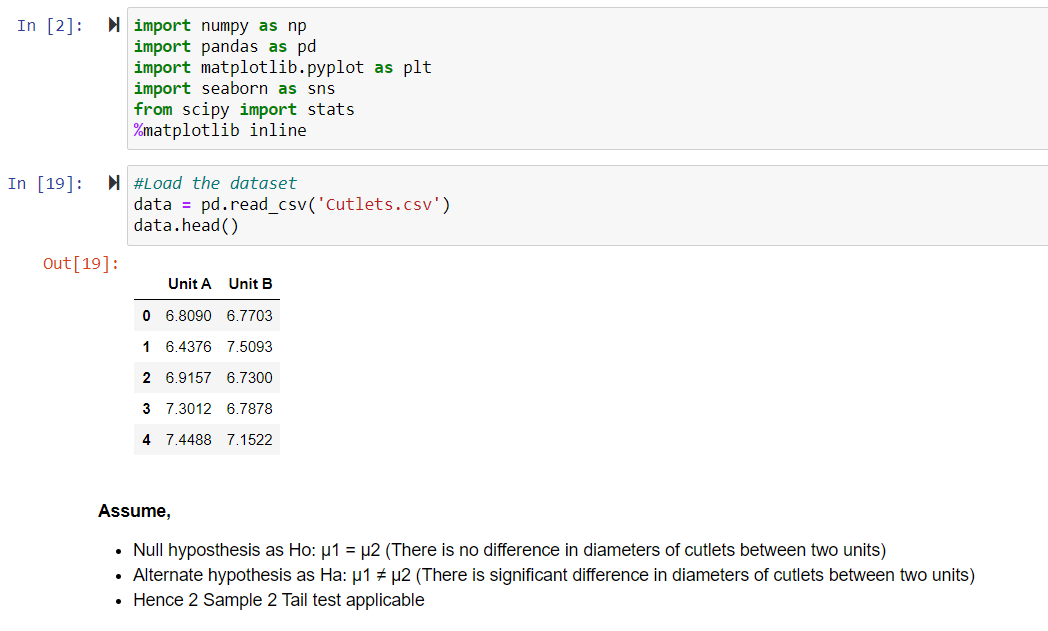 In [2]: import numpy as np
import pandas as pd
import matplotlib.pyplot as plt
import seaborn as sns
from scipy import stats
%matplotlib inline
In [19]: #Load the dataset
data = pd.read_csv('Cutlets.csv')
data.head()
Out[19]:
Unit A Unit B
0 6.8090 6.7703
1 6.4376 7.5093
2 6.9157 6.7300
3 7.3012 6.7878
4 7.4488 7.1522
Assume,
• Null hyposthesis as Ho: μ1 = μ2 (There is no difference in diameters of cutlets between two units)
• Alternate hypothesis as Ha: μ1 ≠ μ2 (There is significant difference in diameters of cutlets between two units)
• Hence 2 Sample 2 Tail test applicable